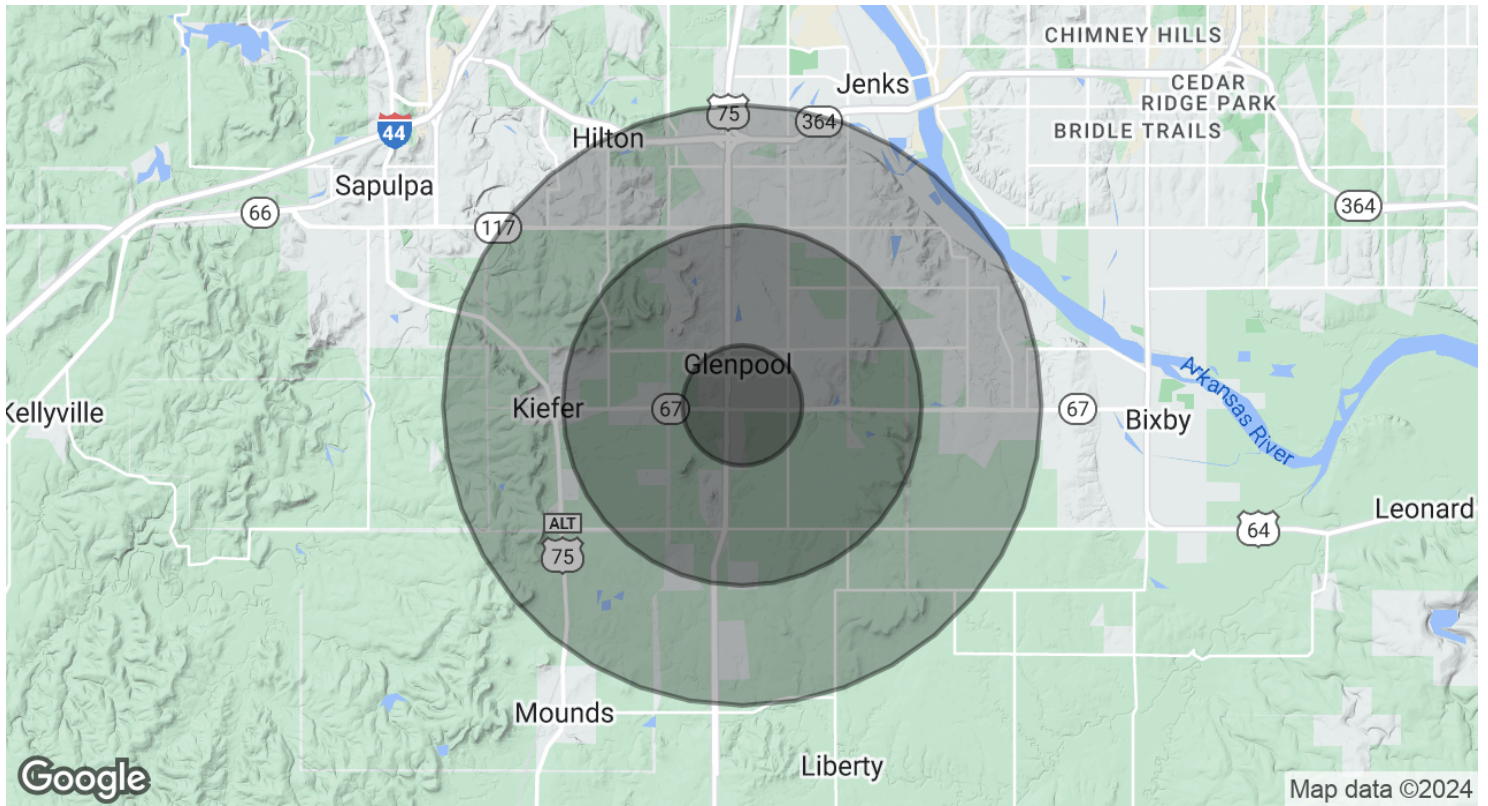 CHIMNEY HILLS
Jenks
CEDAR
RIDGE PARK
75
364
BRIDLE TRAILS
44
Hilton
Sapulpa
66
117
364
Glenpool
Kellyville
Kiefer
67
67
Bixby
Arkansas River
ALT
75
Leonard
64
Mounds
Liberty
Google
Map data ©2024